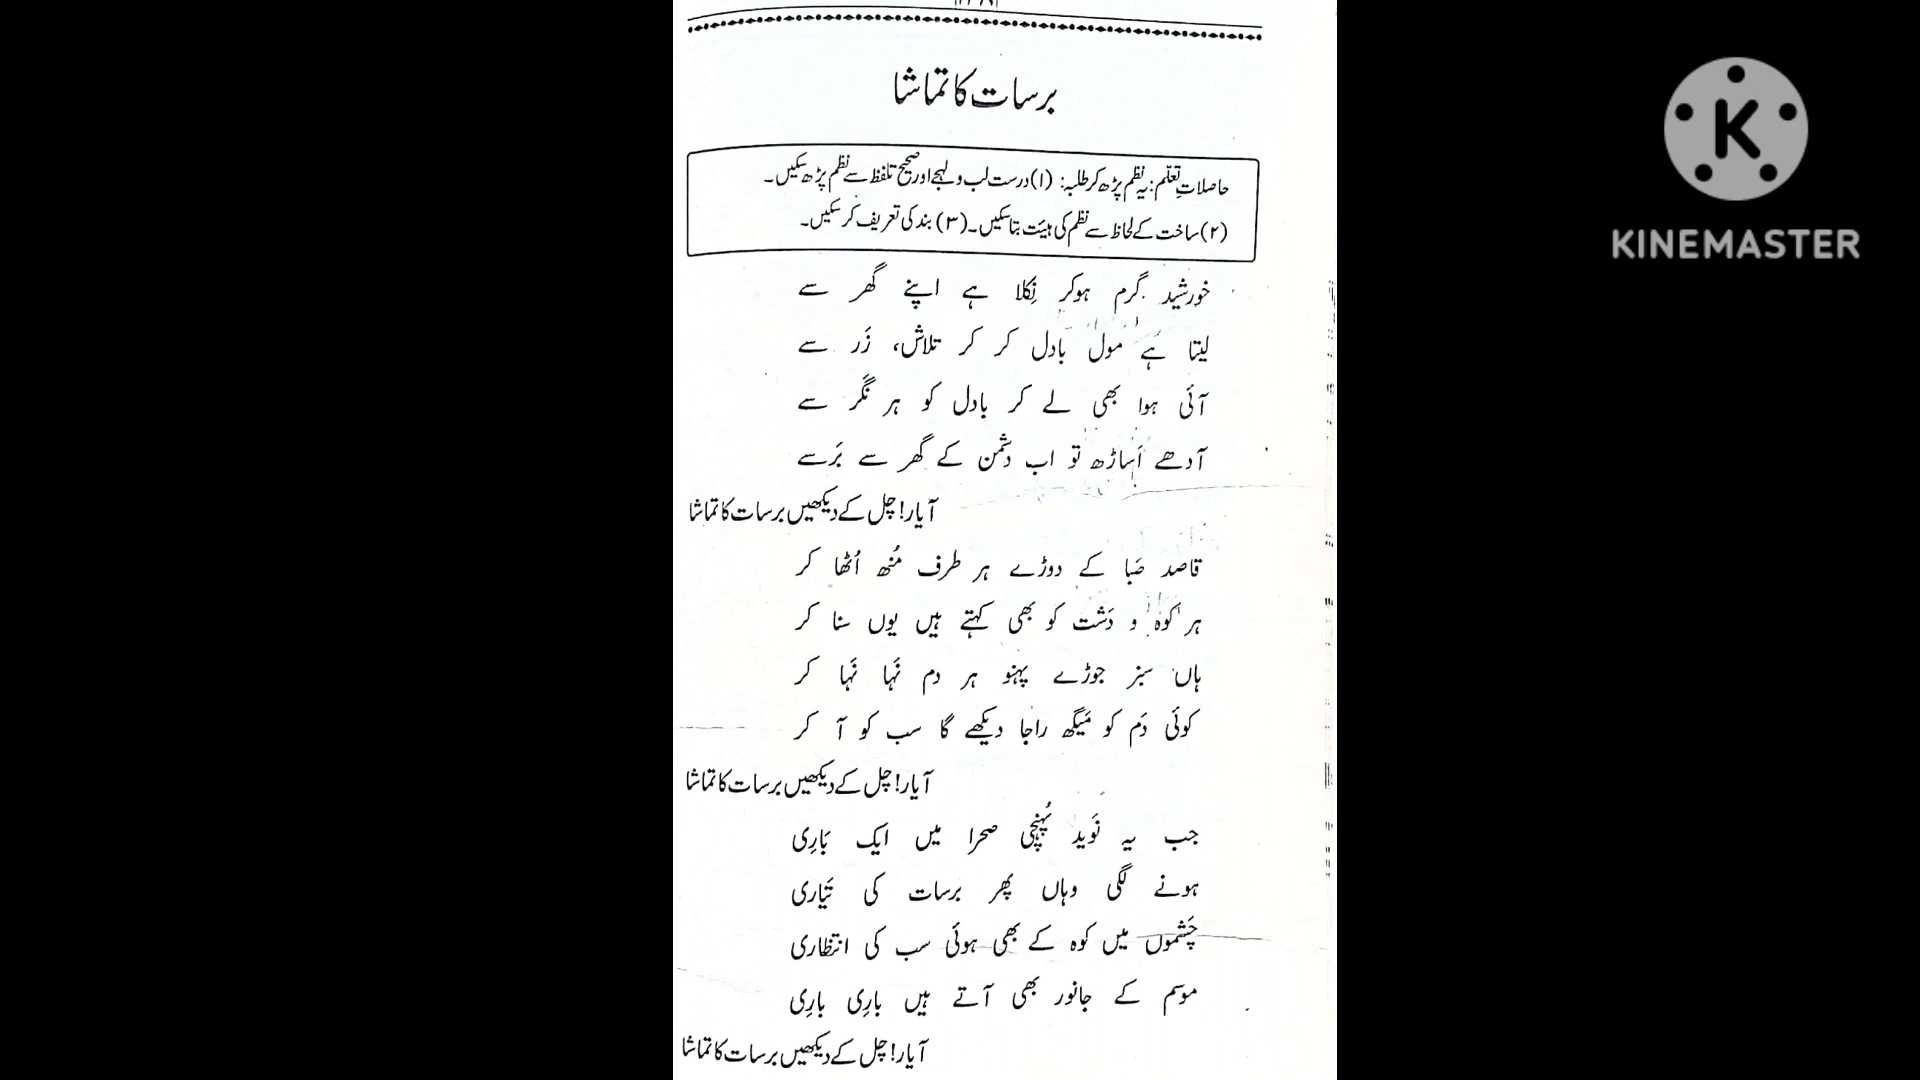 برسات کا تماشا
حاصلاتِ تعلّم: یہ نظم پڑھ کر طلبہ: (۱) درست لب و لہجے اور صحیح تلفظ سے نظم پڑھ سکیں۔
(۲) ساخت کے لحاظ سے نظم کی ہیئت بتا سکیں۔ (۳) بند کی تعریف کر سکیں۔
خورشید گرم ہوکر نِکلا ہے اپنے گھر سے
لیتا ہے مول بادل کر کر تلاش، زَر سے
آئی ہوا بھی لے کر بادل کو ہر نگَر سے
آدھے اَساڑھ تو اب دشمن کے گھر سے بَرسے
آ یار! چل کے دیکھیں برسات کا تماشا
قاصد صَبا کے دوڑے ہر طرف مُنھ اُٹھا کر
ہر کوہ و دَشت کو بھی کہتے ہیں یوں سنا کر
ہاں سبز جوڑے پہنو ہر دم نَہا نَہا کر
کوئی دَم کو مَیگھ راجا دیکھے گا سب کو آ کر
آ یار! چل کے دیکھیں برسات کا تماشا
جب یہ نَوید پُہنچی صحرا میں ایک بَارِی
ہونے لگی وہاں پھر برسات کی تَیّاری
چَشموں میں کوہ کے بھی ہوئی سب کی انتظاری
موسم کے جانور بھی آتے ہیں بارِی بارِی
آ یار! چل کے دیکھیں برسات کا تماشا
K
KINEMASTER